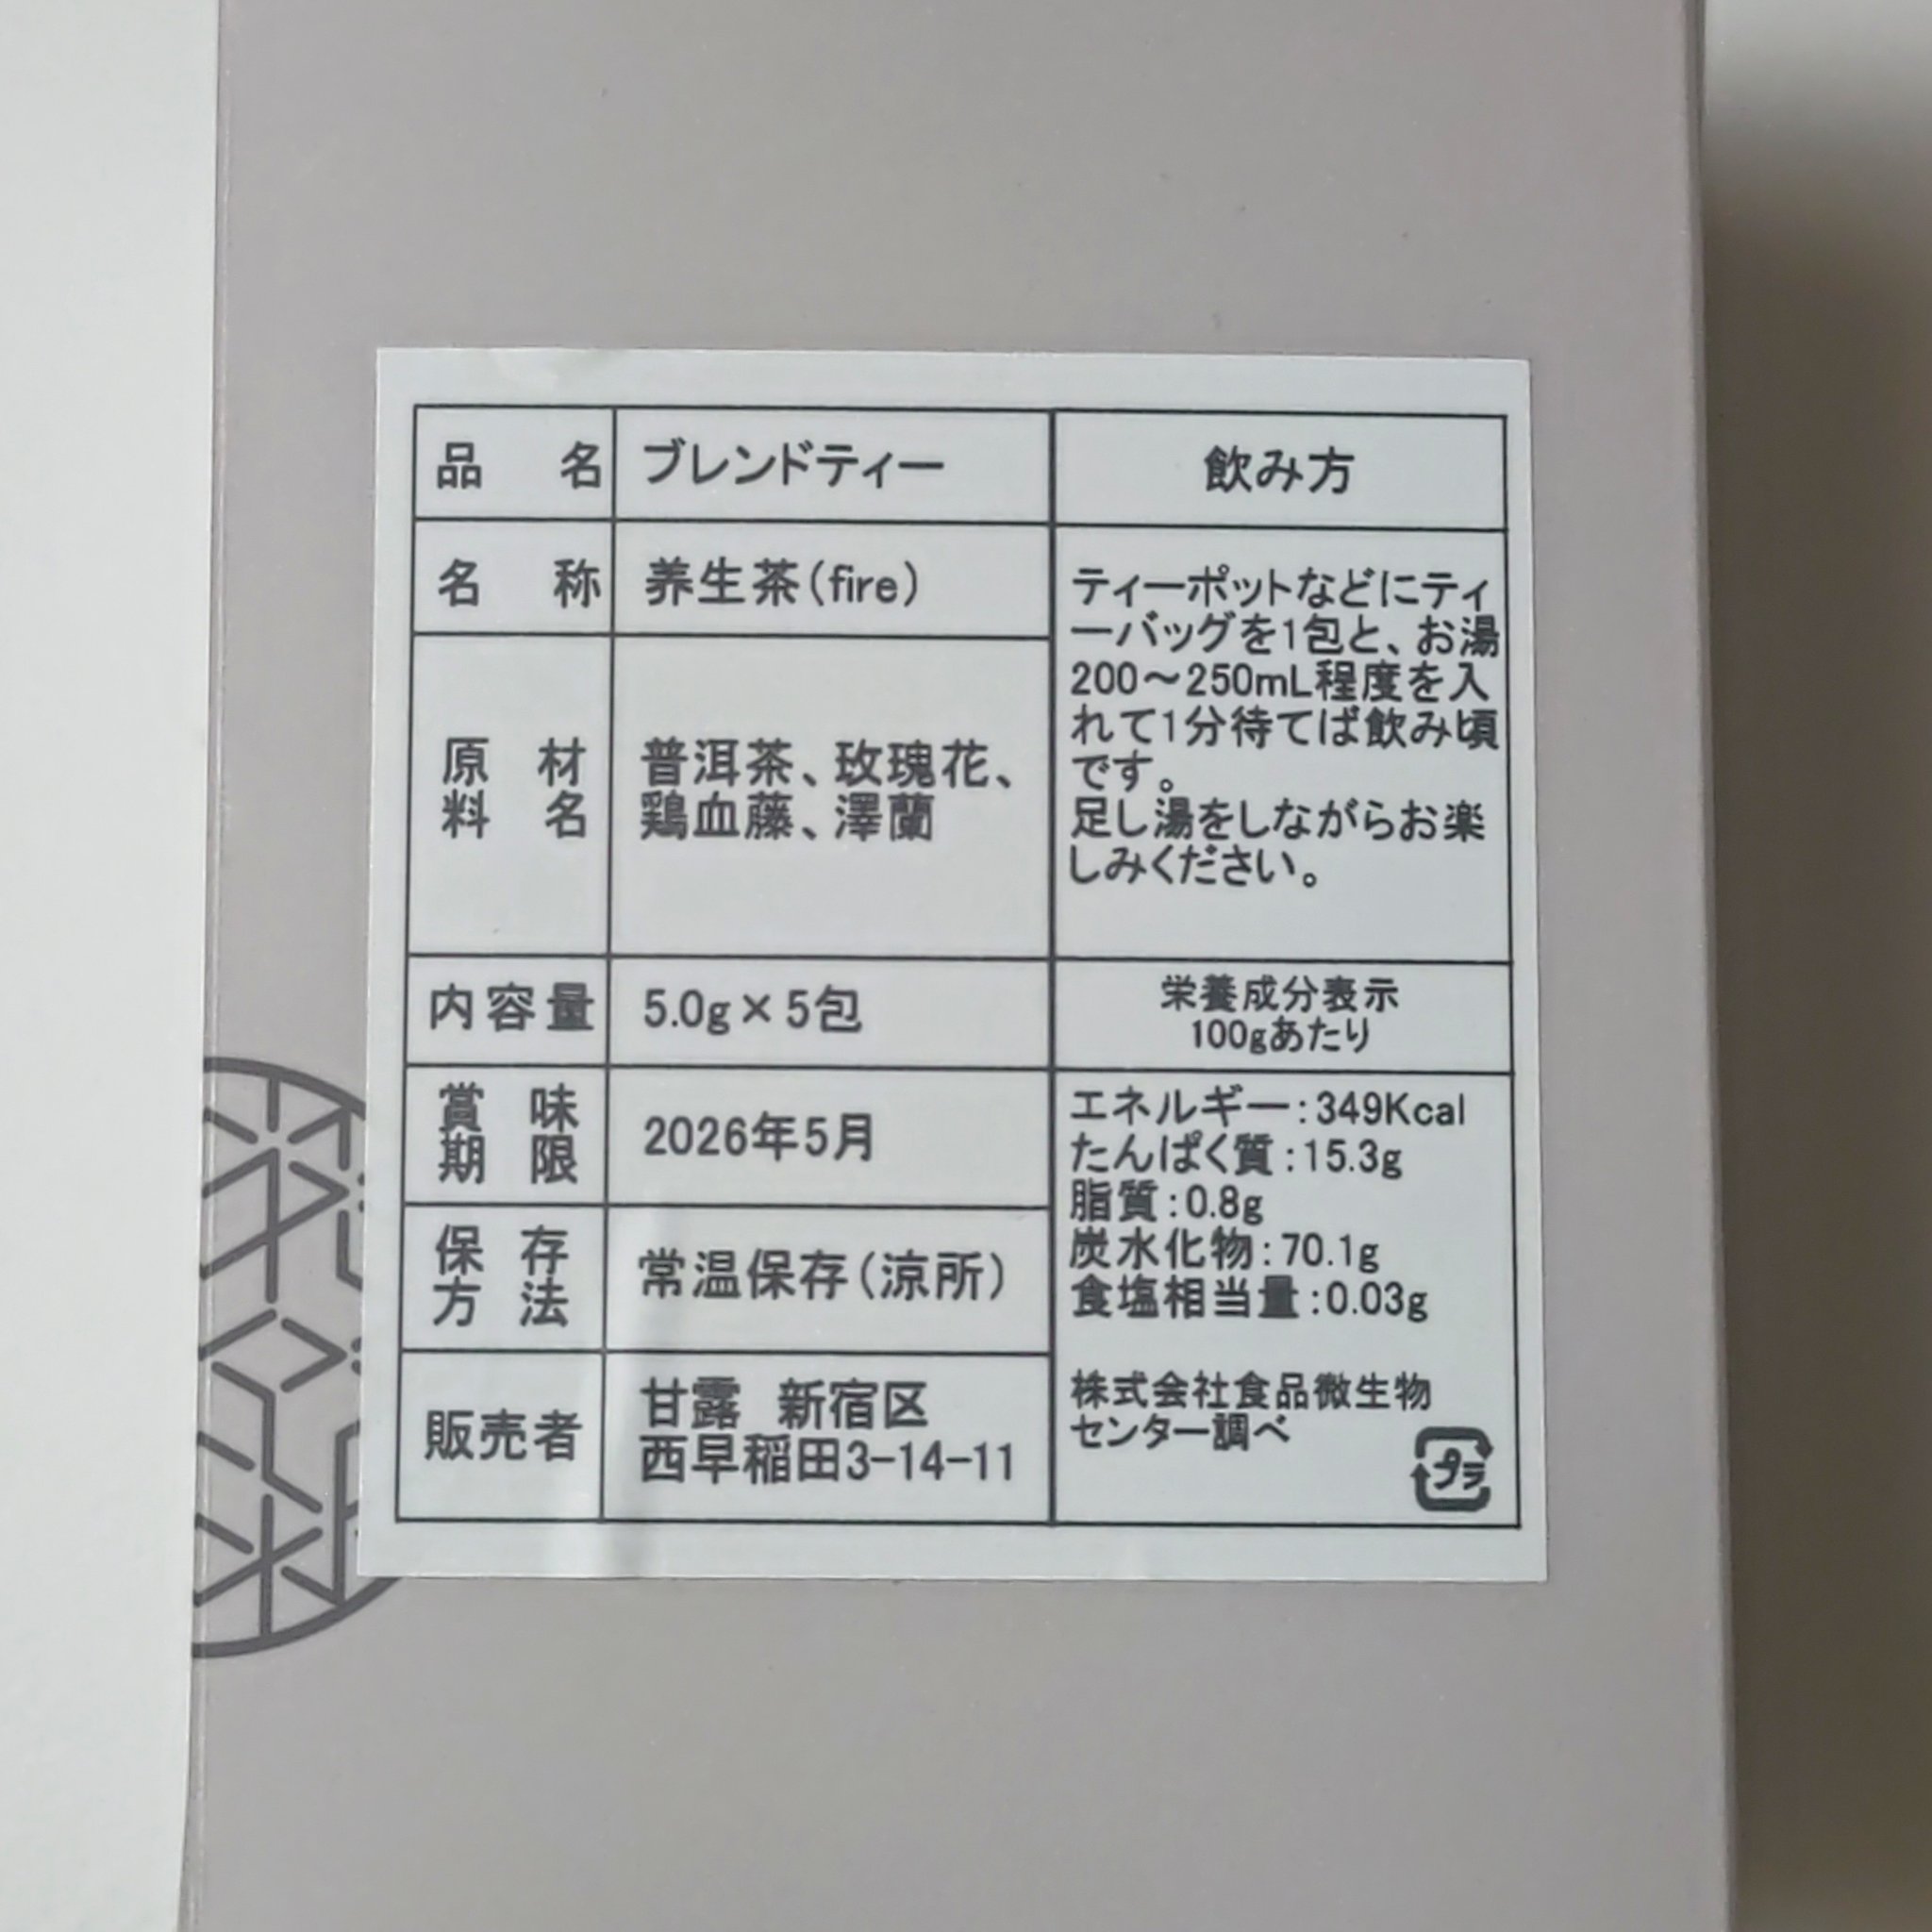 品名 ブレンドティー
名称 养生茶(fire)
原材
料名
普洱茶、玫瑰花、
鶏血藤、澤蘭
内容量 5.0g×5包
賞味
期限
2026年5月
保存
方法
常温保存(涼所)
販売者
甘露 新宿区
西早稲田3-14-11
飲み方
ティーポットなどにティ
ーバッグを1包と、お湯
200～250mL程度を入
れて1分待てば飲み頃
です。
足し湯をしながらお楽
しみください。
栄養成分表示
100gあたり
エネルギー:349Kcal
たんぱく質:15.3g
脂質:0.8g
炭水化物:70.1g
食塩相当量:0.03g
株式会社食品微生物
センター調べ
プラ